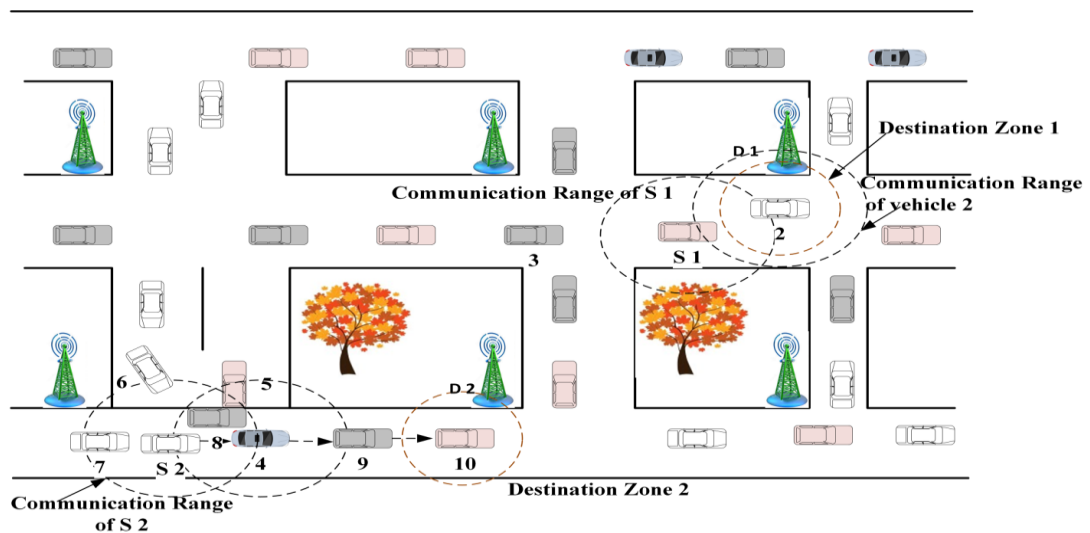 Destination Zone 1
D 1
Communication Range of S 1
Communication Range
of vehicle 2
2
S 1
3
6
5
D 2
8
7
S 2
4
9
10
Destination Zone 2
Communication Range
of S 2